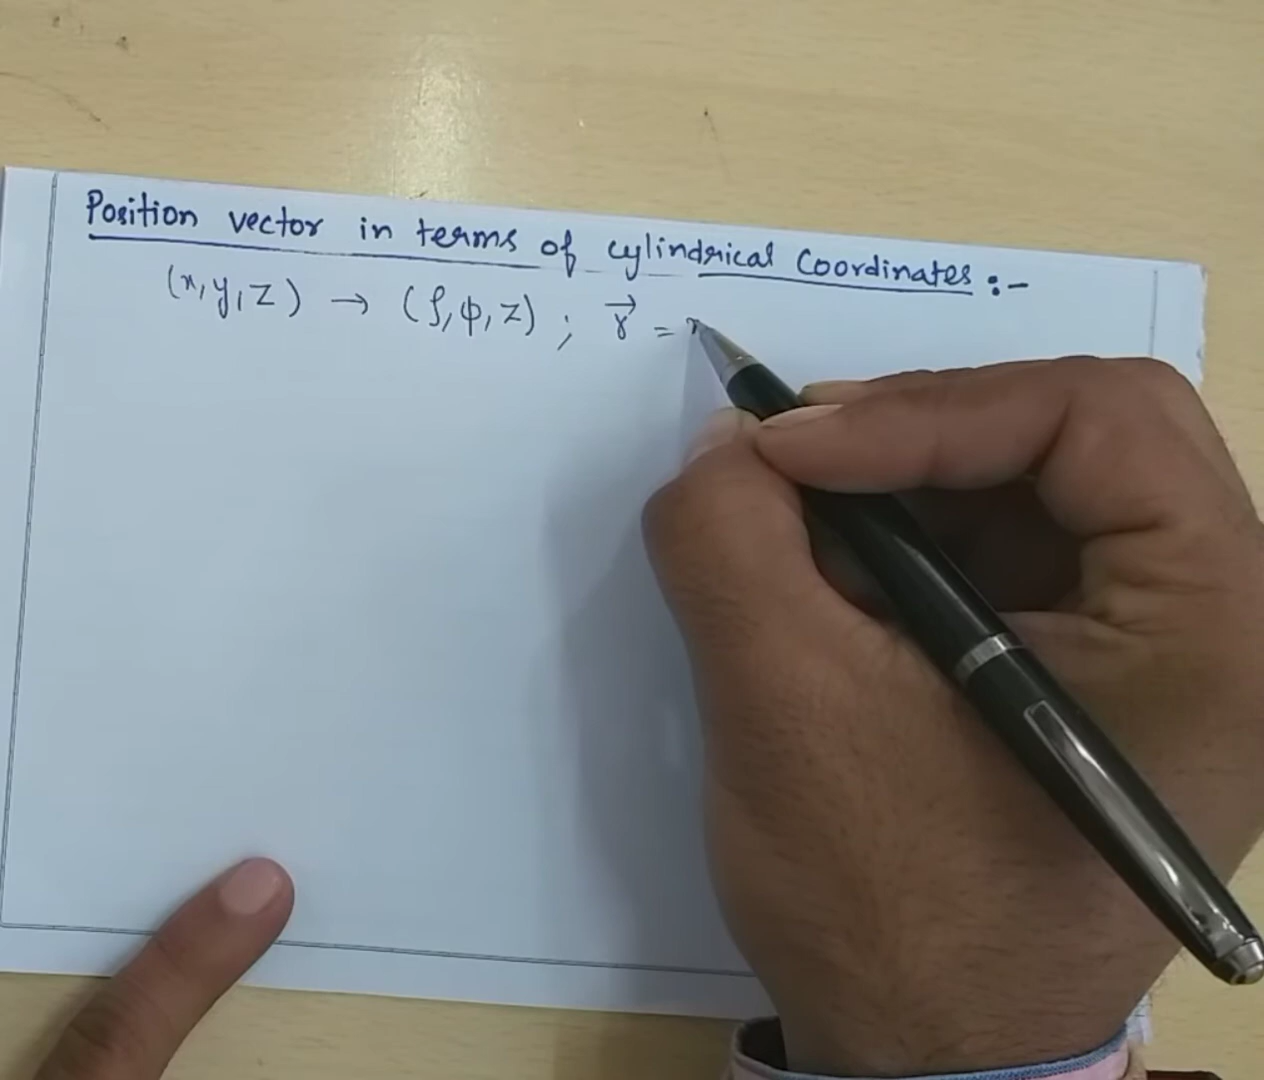 Position vector in terms of cylindrical Coordinates :-
(x, y, z) → (ρ, φ, z) ; r⃗ = x